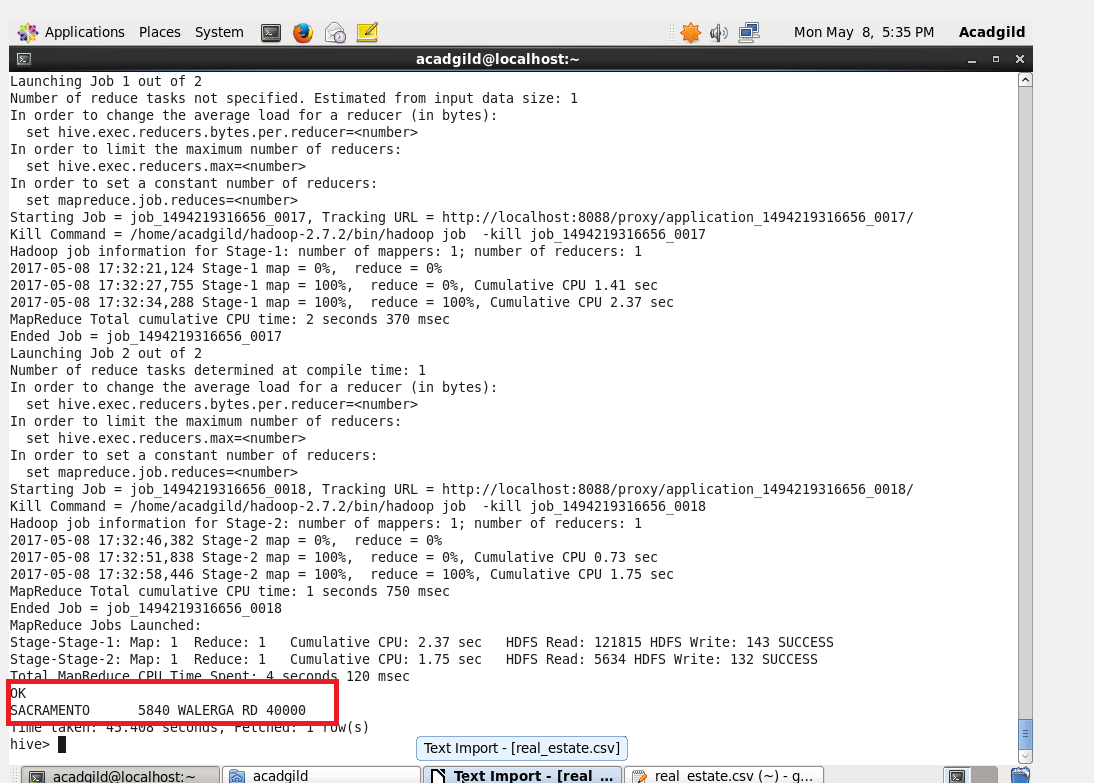 Applications Places System Mon May 8, 5:35 PM Acadgild
acadgild@localhost:~
Launching Job 1 out of 2
Number of reduce tasks not specified. Estimated from input data size: 1
In order to change the average load for a reducer (in bytes):
  set hive.exec.reducers.bytes.per.reducer=<number>
In order to limit the maximum number of reducers:
  set hive.exec.reducers.max=<number>
In order to set a constant number of reducers:
  set mapreduce.job.reduces=<number>
Starting Job = job_1494219316656_0017, Tracking URL = http://localhost:8088/proxy/application_1494219316656_0017/
Kill Command = /home/acadgild/hadoop-2.7.2/bin/hadoop job  -kill job_1494219316656_0017
Hadoop job information for Stage-1: number of mappers: 1; number of reducers: 1
2017-05-08 17:32:21,124 Stage-1 map = 0%,  reduce = 0%
2017-05-08 17:32:27,755 Stage-1 map = 100%,  reduce = 0%, Cumulative CPU 1.41 sec
2017-05-08 17:32:34,288 Stage-1 map = 100%,  reduce = 100%, Cumulative CPU 2.37 sec
MapReduce Total cumulative CPU time: 2 seconds 370 msec
Ended Job = job_1494219316656_0017
Launching Job 2 out of 2
Number of reduce tasks determined at compile time: 1
In order to change the average load for a reducer (in bytes):
  set hive.exec.reducers.bytes.per.reducer=<number>
In order to limit the maximum number of reducers:
  set hive.exec.reducers.max=<number>
In order to set a constant number of reducers:
  set mapreduce.job.reduces=<number>
Starting Job = job_1494219316656_0018, Tracking URL = http://localhost:8088/proxy/application_1494219316656_0018/
Kill Command = /home/acadgild/hadoop-2.7.2/bin/hadoop job  -kill job_1494219316656_0018
Hadoop job information for Stage-2: number of mappers: 1; number of reducers: 1
2017-05-08 17:32:46,382 Stage-2 map = 0%,  reduce = 0%
2017-05-08 17:32:51,838 Stage-2 map = 100%,  reduce = 0%, Cumulative CPU 0.73 sec
2017-05-08 17:32:58,446 Stage-2 map = 100%,  reduce = 100%, Cumulative CPU 1.75 sec
MapReduce Total cumulative CPU time: 1 seconds 750 msec
Ended Job = job_1494219316656_0018
MapReduce Jobs Launched:
Stage-Stage-1: Map: 1  Reduce: 1   Cumulative CPU: 2.37 sec   HDFS Read: 121815 HDFS Write: 143 SUCCESS
Stage-Stage-2: Map: 1  Reduce: 1   Cumulative CPU: 1.75 sec   HDFS Read: 5634 HDFS Write: 132 SUCCESS
Total MapReduce CPU Time Spent: 4 seconds 120 msec
OK
SACRAMENTO      5840 WALERGA RD 40000
Time taken: 45.408 seconds, Fetched: 1 row(s)
hive>
Text Import - [real_estate.csv]
acadgild@localhost:~ acadgild Text Import - [real ... real_estate.csv (~) - g...